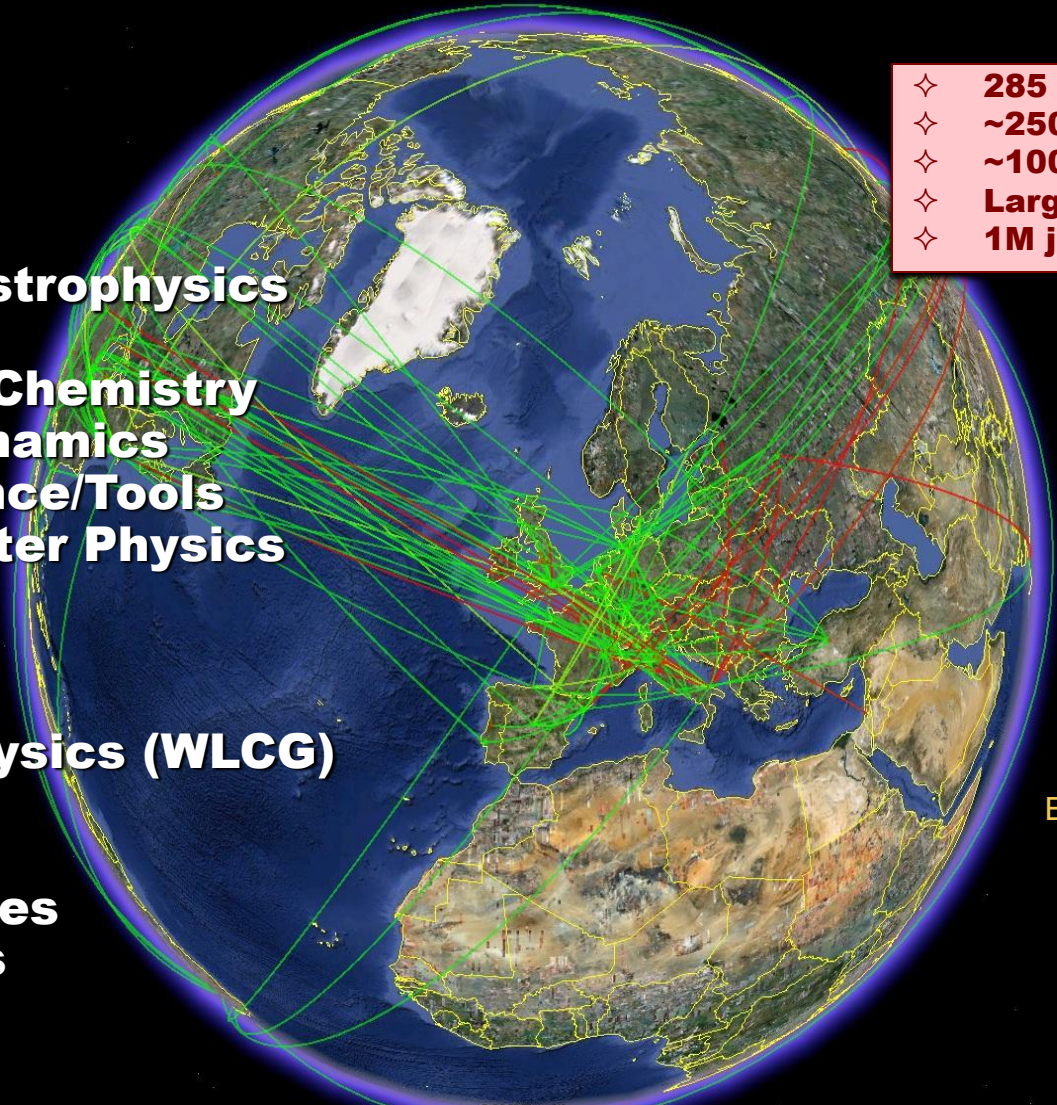 strophysics
Chemistry
namics
nce/Tools
ter Physics
ysics (WLCG)
es
s
✧ 285
✧ ~250
✧ ~100
✧ Larg
✧ 1M j
E